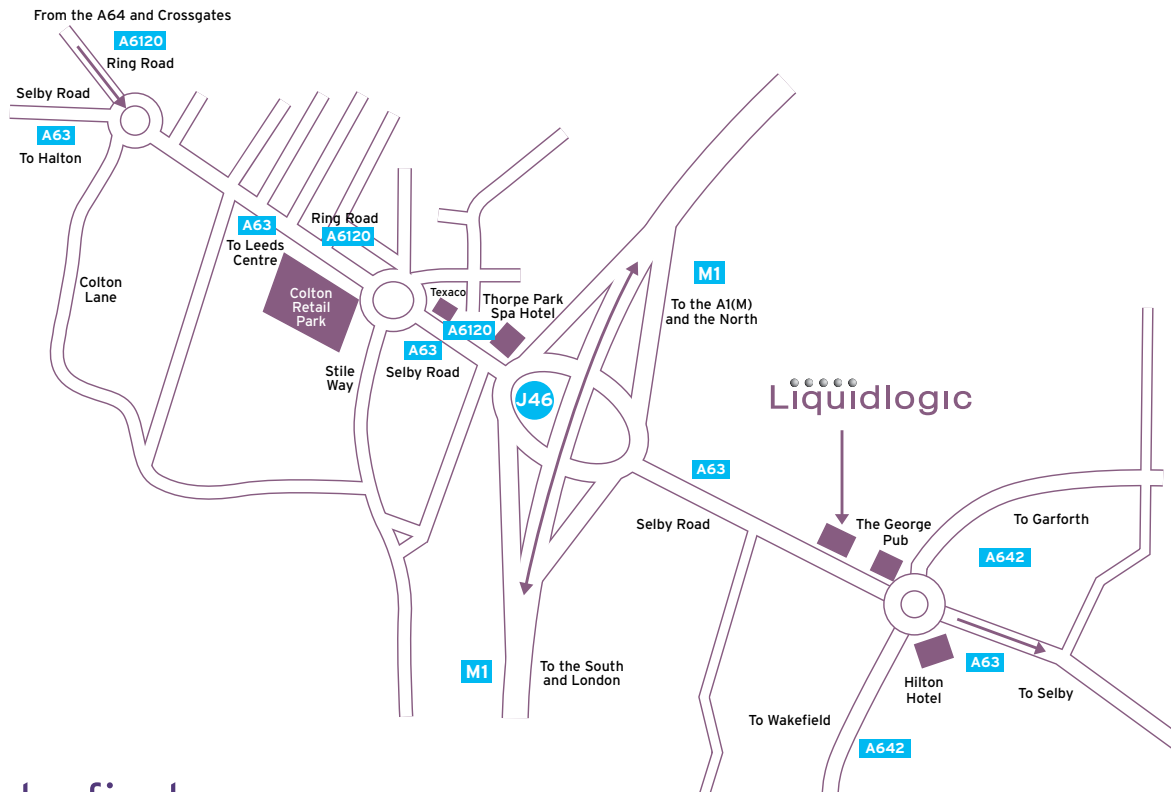 From the A64 and Crossgates
A6120
Ring Road
Selby Road
A63
To Halton
Colton
Lane
A63
To Leeds
Centre
Ring Road
A6120
Colton
Retail
Park
Texaco
Thorpe Park
Spa Hotel
A6120
A63
Selby Road
Stile
Way
J46
M1
To the A1(M)
and the North
Liquidlogic
A63
Selby Road
The George
Pub
To Garforth
A642
M1
To the South
and London
Hilton
Hotel
A63
To Selby
To Wakefield
A642